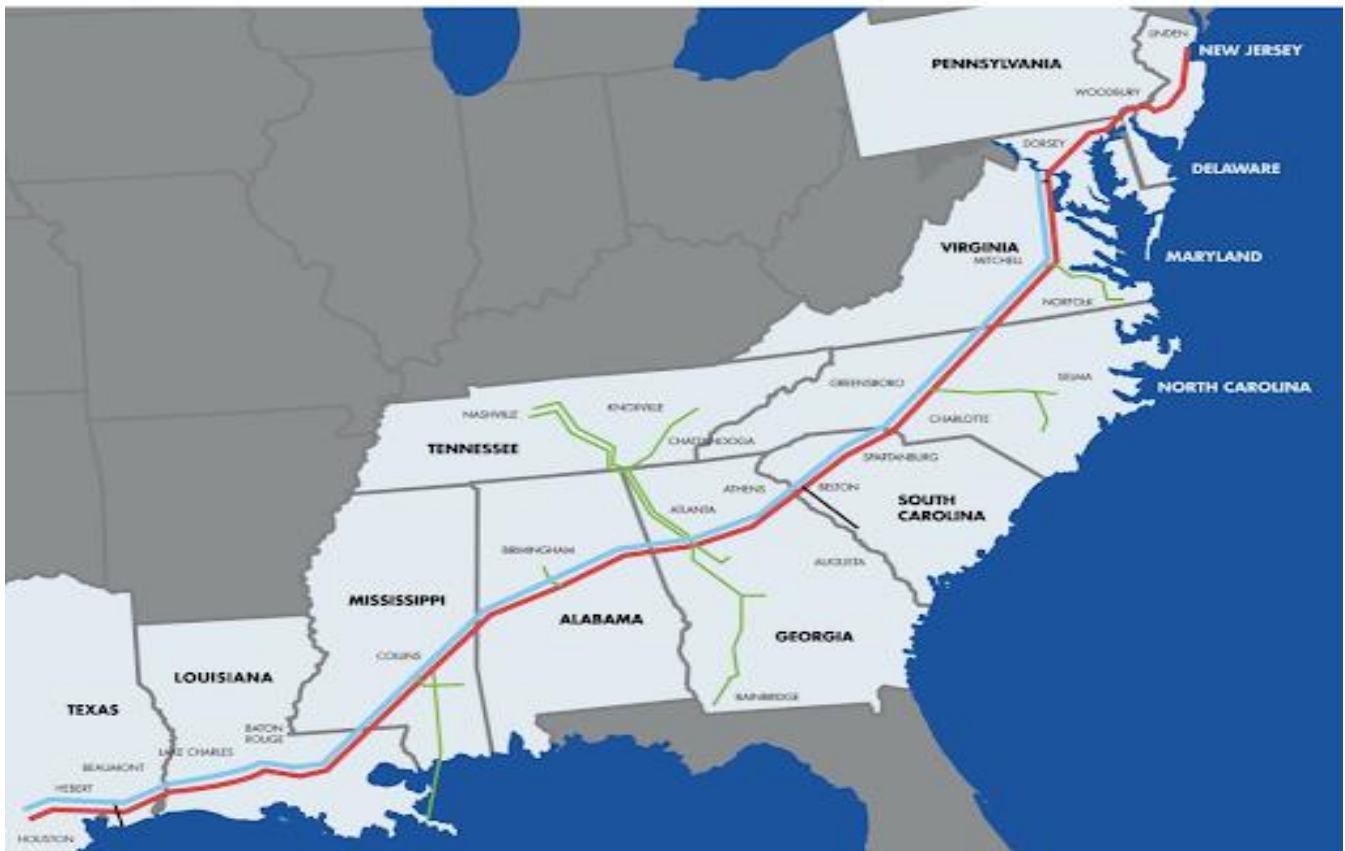 LINDEN
NEW JERSEY
PENNSYLVANIA
WOODBURY
DORSEY
DELAWARE
VIRGINIA
MITCHELL
MARYLAND
NORFOLK
GREENSBORO
SELMA
NORTH CAROLINA
NASHVILLE
KNOXVILLE
CHARLOTTE
TENNESSEE
CHATTANOOGA
SPARTANBURG
ATHENS
BELTON
SOUTH
CAROLINA
ATLANTA
BIRMINGHAM
AUGUSTA
MISSISSIPPI
ALABAMA
GEORGIA
COLLINS
LOUISIANA
BAINBRIDGE
TEXAS
BATON
ROUGE
LAKE CHARLES
BEAUMONT
HEBERT
HOUSTON